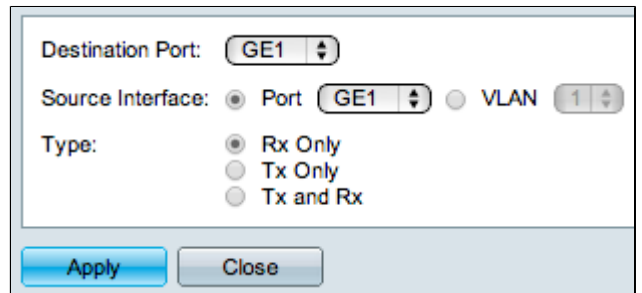 Destination Port: GE1
Source Interface: Port GE1 VLAN 1
Type: Rx Only
Tx Only
Tx and Rx
Apply Close